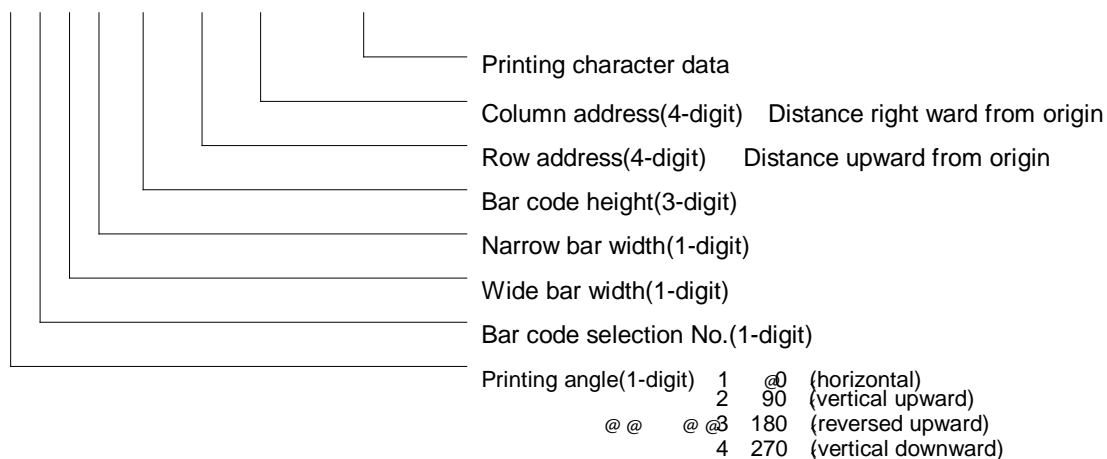 Printing character data
Column address(4-digit) Distance right ward from origin
Row address(4-digit) Distance upward from origin
Bar code height(3-digit)
Narrow bar width(1-digit)
Wide bar width(1-digit)
Bar code selection No.(1-digit)
Printing angle(1-digit) 1 @0 (horizontal)
2 90 (vertical upward)
@ @ @ @3 180 (reversed upward)
4 270 (vertical downward)